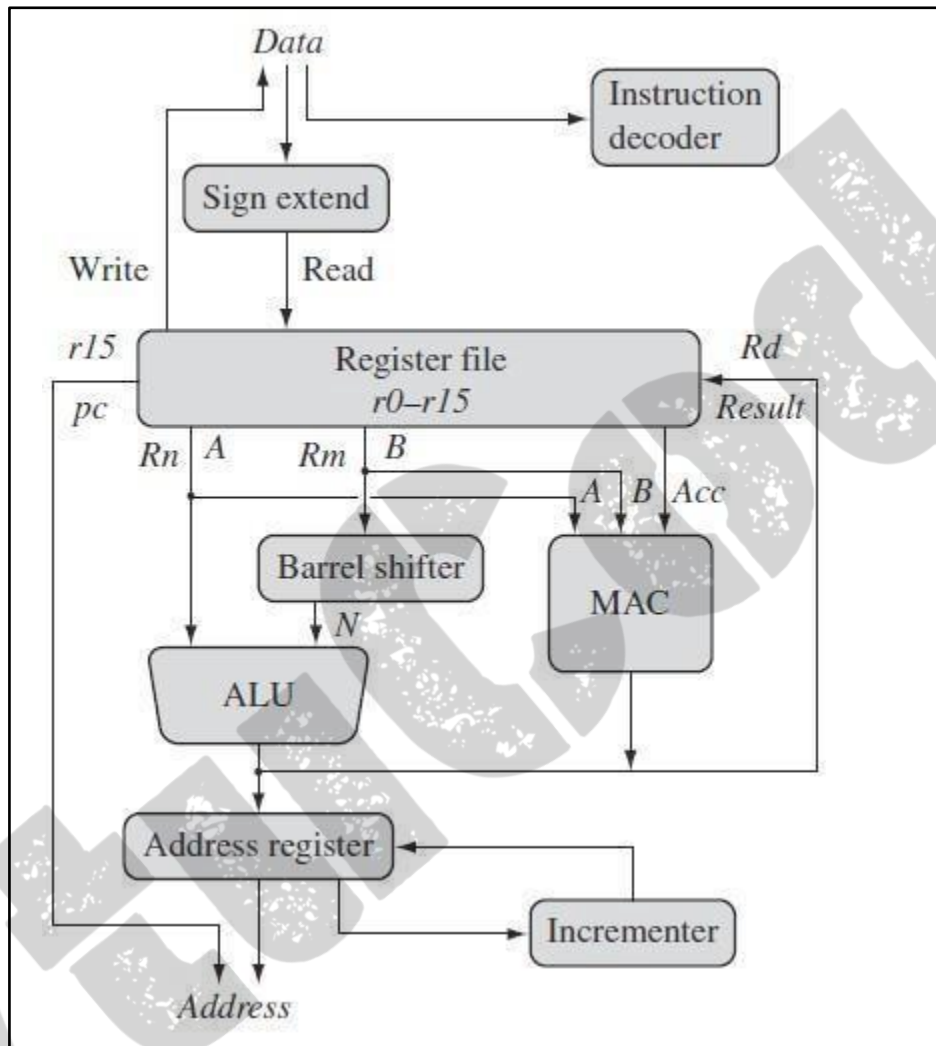 Data
Instruction
decoder
Sign extend
Write
Read
r15
Register file
Rd
pc
r0–r15
Result
Rn
A
Rm
B
A
B
Acc
Barrel shifter
MAC
N
ALU
Address register
Incrementer
Address